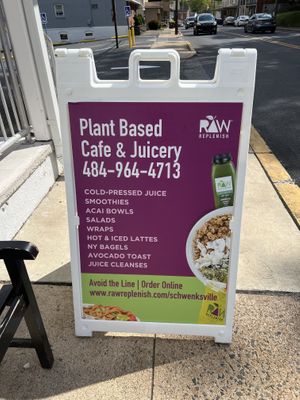 RAW
REPLENISH
Plant Based
Cafe & Juicery
484-964-4713
COLD-PRESSED JUICE
SMOOTHIES
ACAI BOWLS
SALADS
WRAPS
HOT & ICED LATTES
NY BAGELS
AVOCADO TOAST
JUICE CLEANSES
RAW
Avoid the Line | Order Online
www.rawreplenish.com/schwenksville